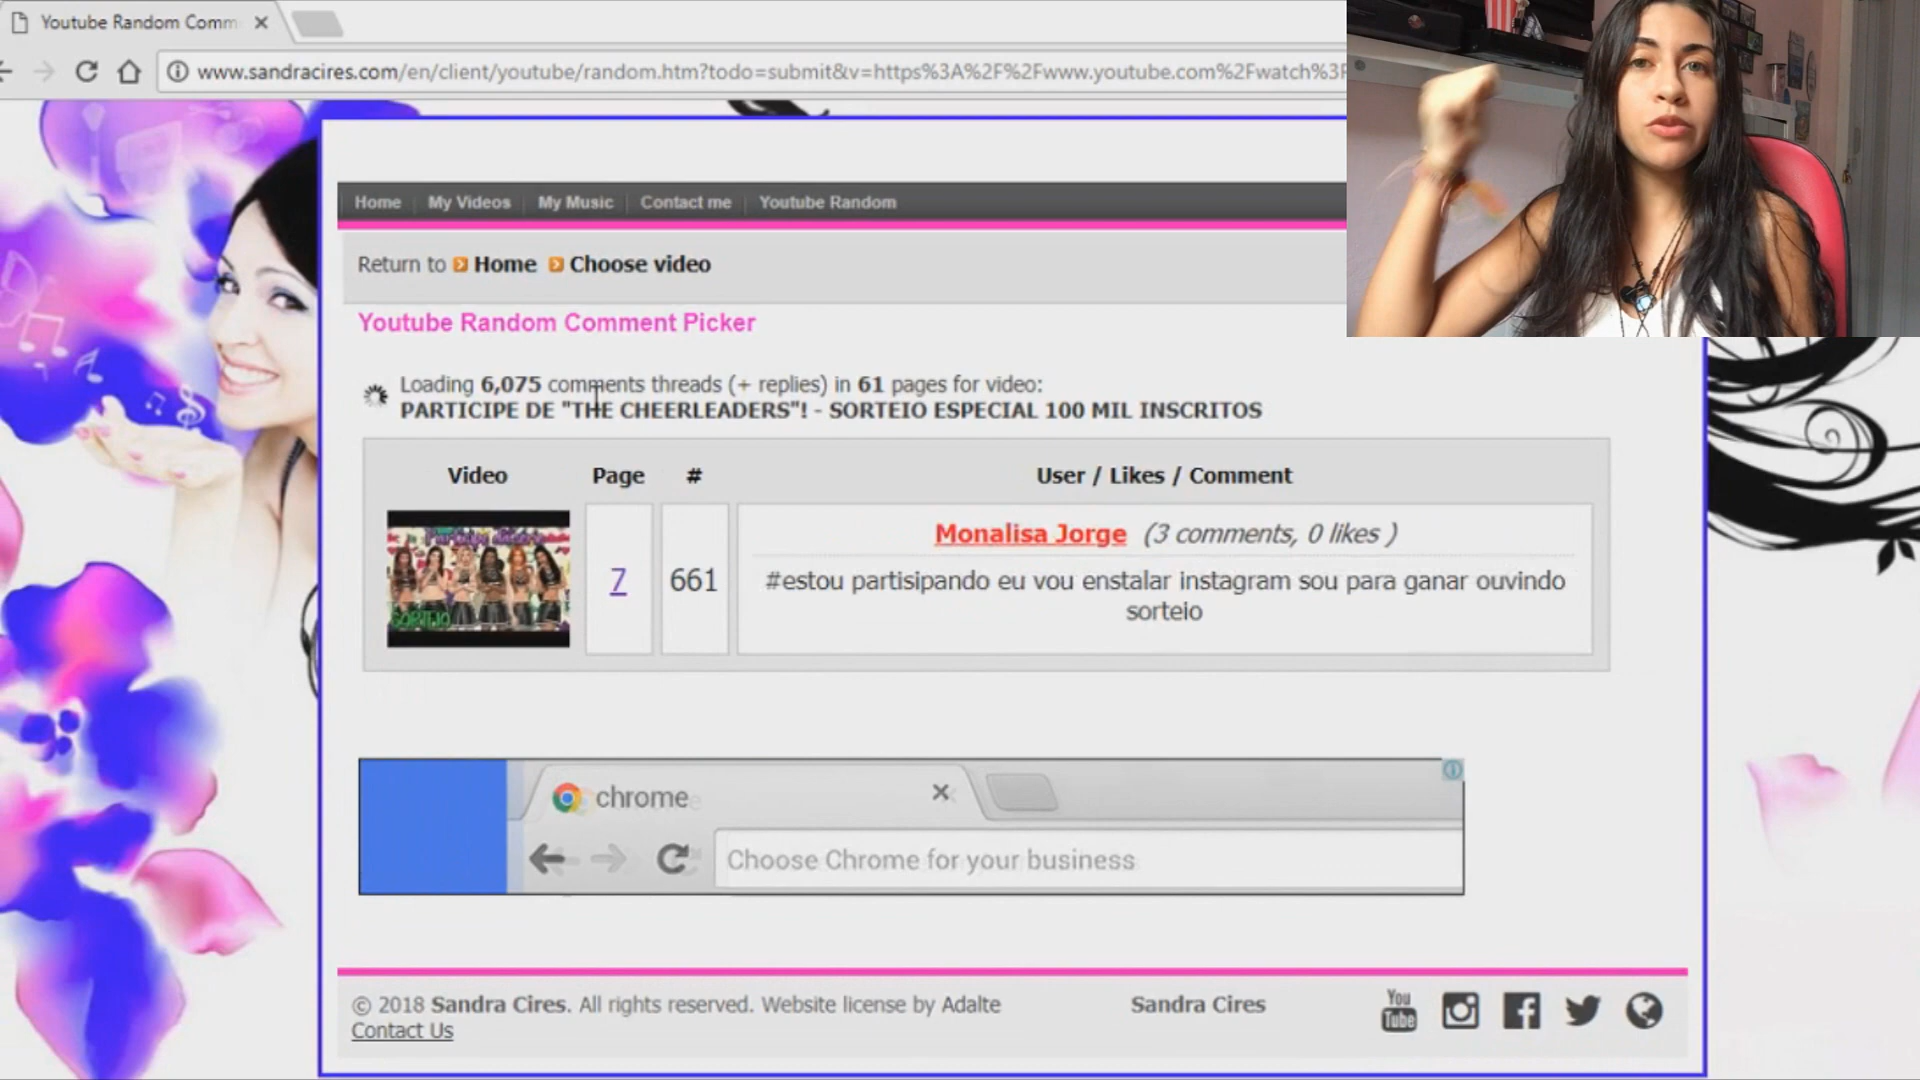 Youtube Random Comm
www.sandracires.com/en/client/youtube/random.htm?todo=submit&v=https%3A%2F%2Fwww.youtube.com%2Fwatch%3F
Home My Videos My Music Contact me Youtube Random
Return to Home Choose video
Youtube Random Comment Picker
Loading 6,075 comments threads (+ replies) in 61 pages for video:
PARTICIPE DE "THE CHEERLEADERS"! - SORTEIO ESPECIAL 100 MIL INSCRITOS
Video Page # User / Likes / Comment
Monalisa Jorge (3 comments, 0 likes )
SORTEIO
7 661 #estou partisipando eu vou enstalar instagram sou para ganar ouvindo
sorteio
chrome
Choose Chrome for your business
© 2018 Sandra Cires. All rights reserved. Website license by Adalte Sandra Cires You Tube
Contact Us